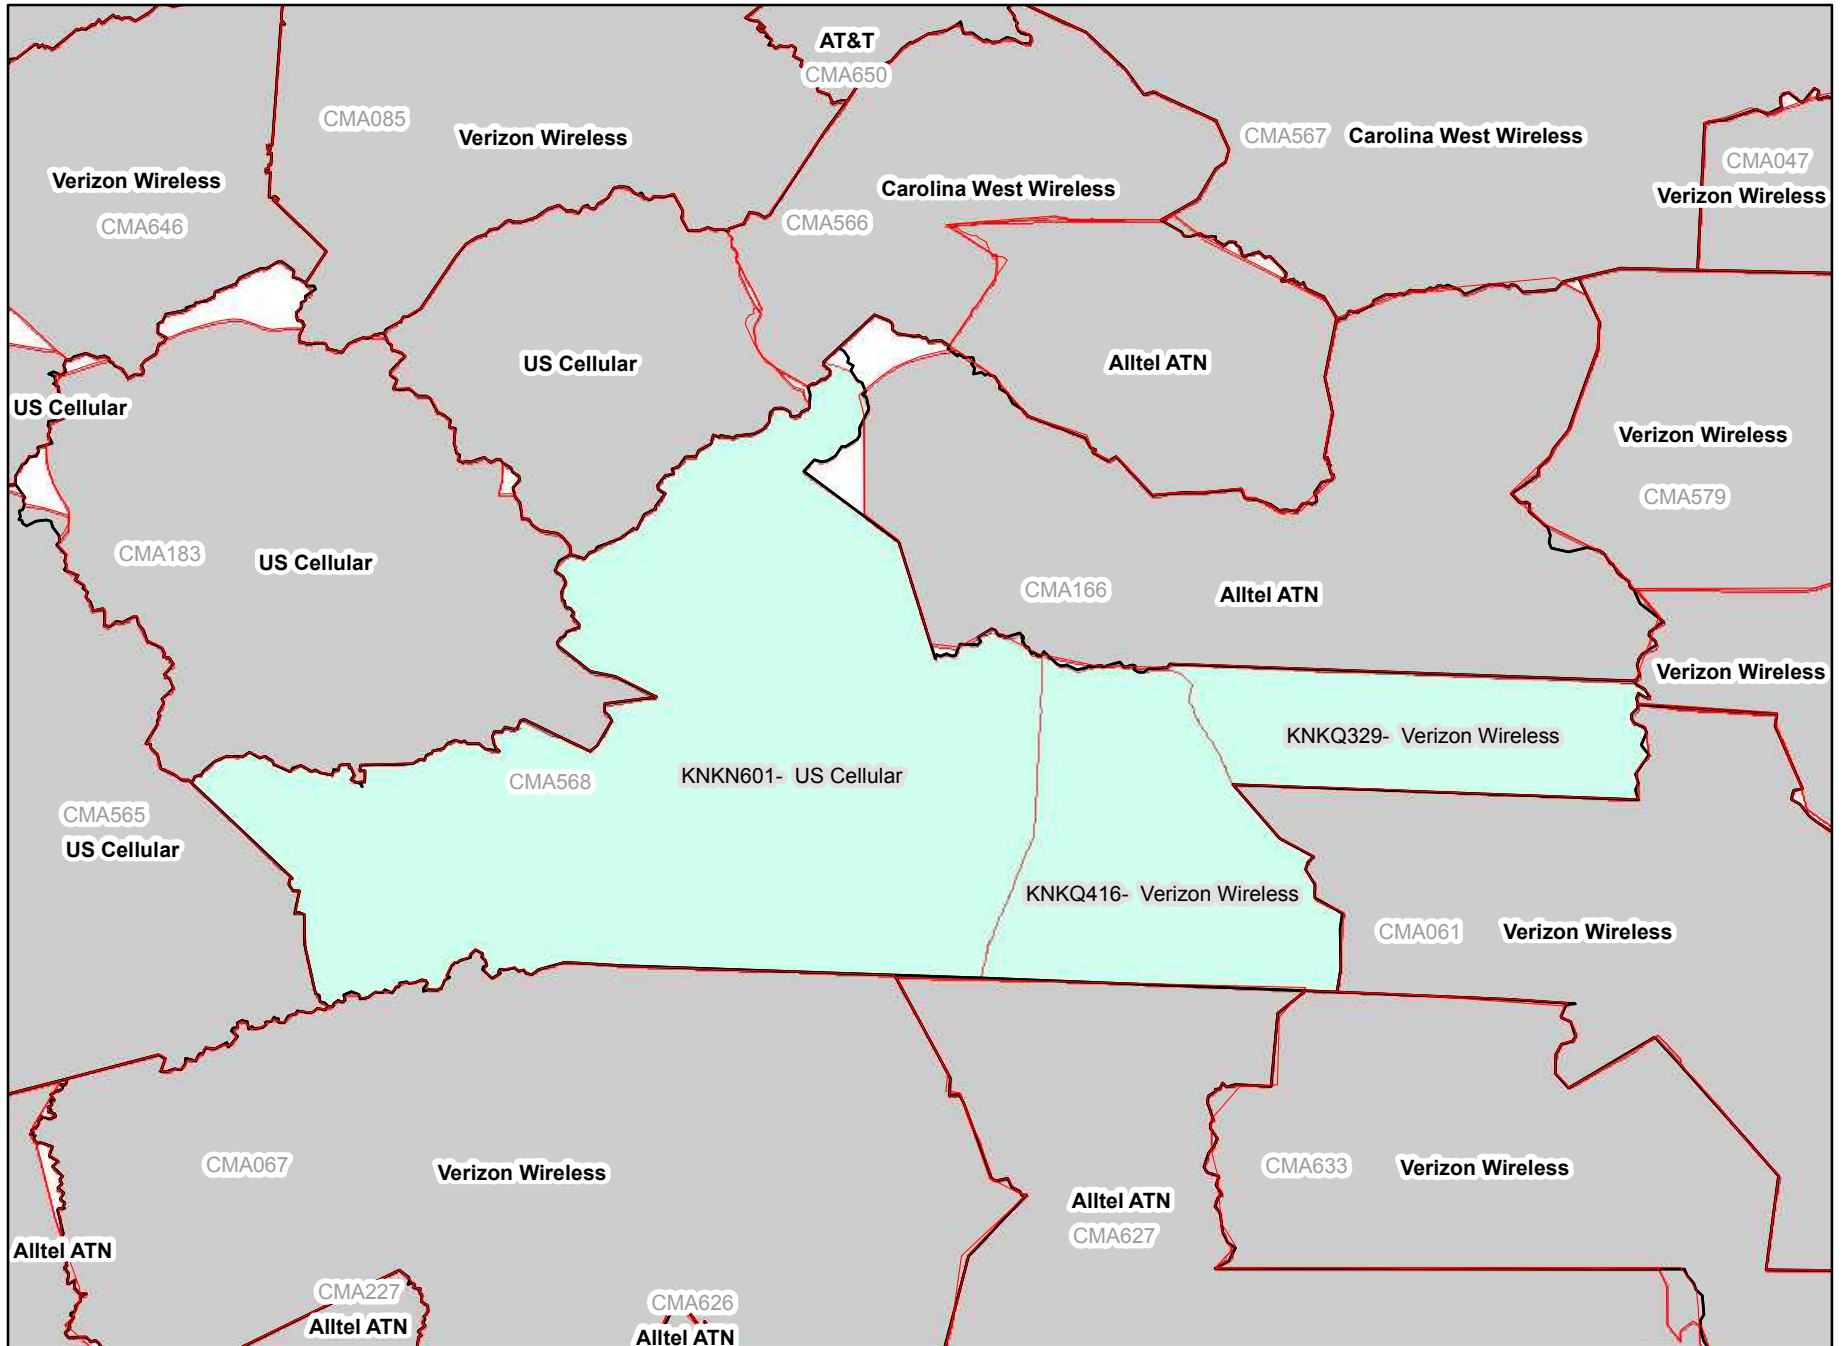 AT&T
CMA650
CMA085
Verizon Wireless
CMA567 Carolina West Wireless
CMA047
Verizon Wireless
Verizon Wireless
CMA646
Carolina West Wireless
CMA566
US Cellular
Alltel ATN
US Cellular
Verizon Wireless
CMA579
CMA183
US Cellular
CMA166
Alltel ATN
Verizon Wireless
KNKQ329- Verizon Wireless
CMA568
KNKN601- US Cellular
CMA565
US Cellular
KNKQ416- Verizon Wireless
CMA061
Verizon Wireless
CMA067
Verizon Wireless
CMA633
Verizon Wireless
Alltel ATN
CMA627
Alltel ATN
CMA227
Alltel ATN
CMA626
Alltel ATN